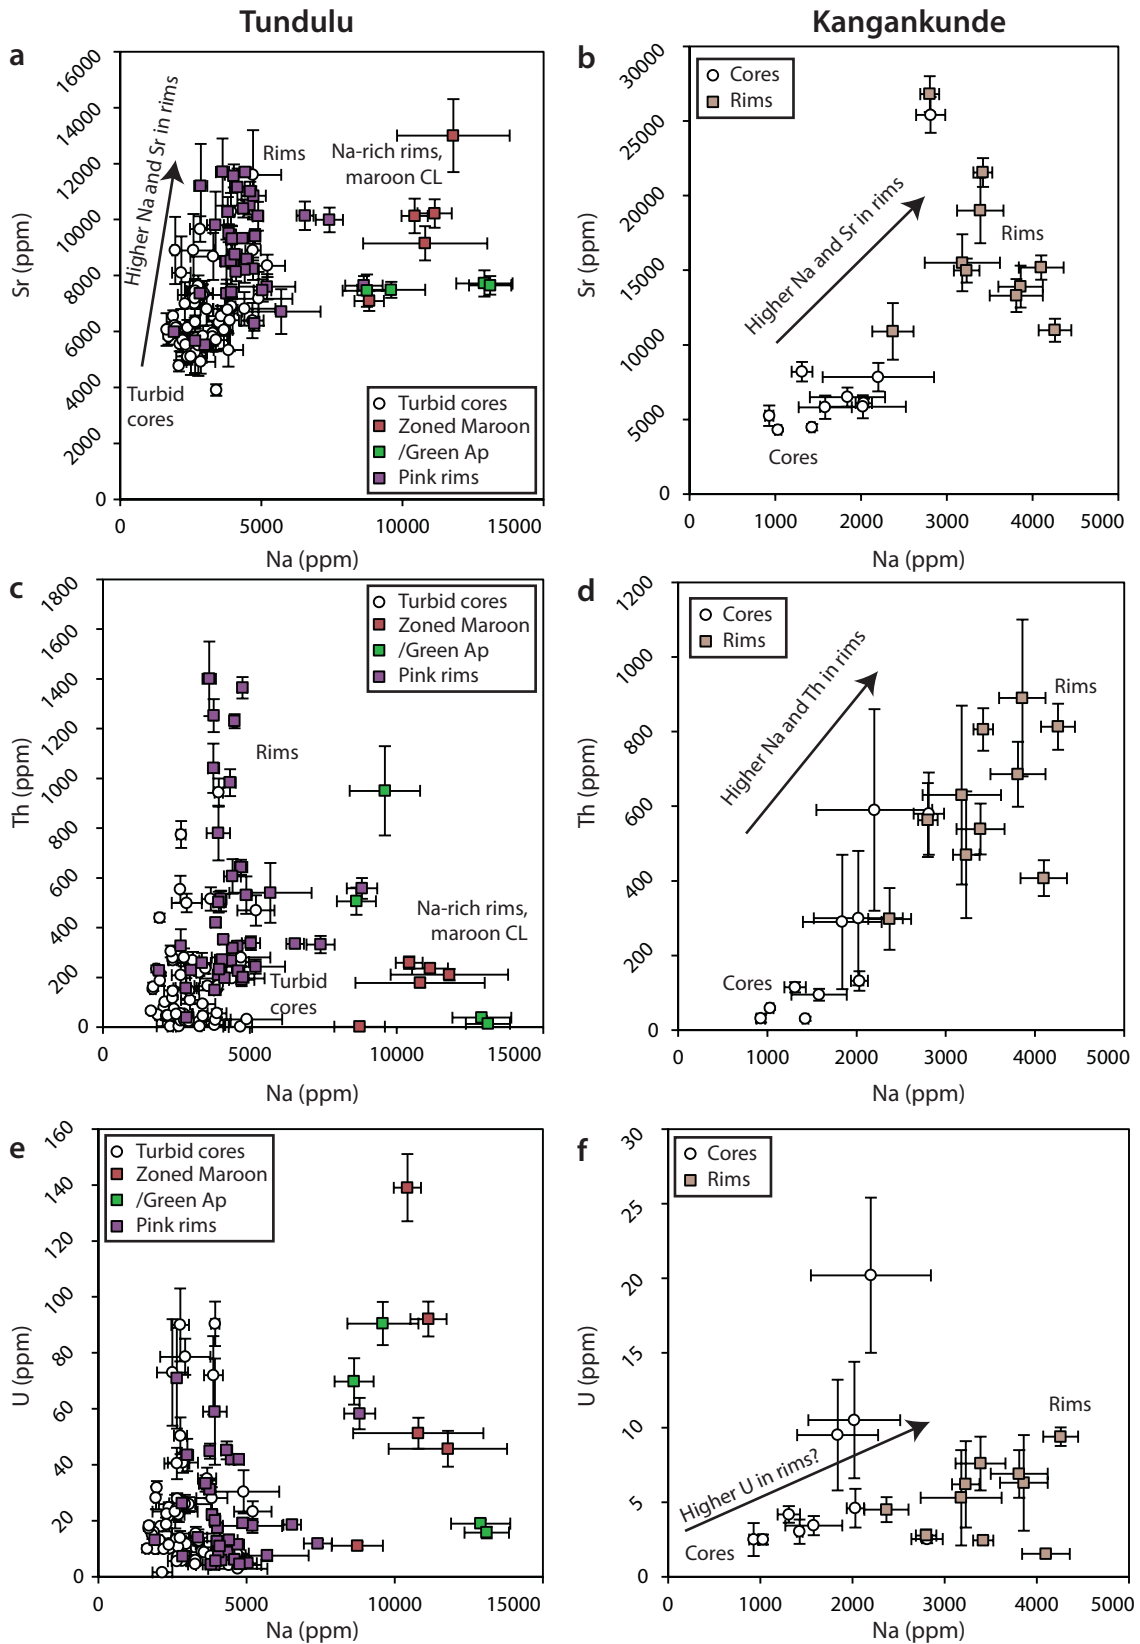 Tundulu
Kangankunde
a
16000
14000
12000
10000
8000
6000
4000
2000
0
Sr (ppm)
Higher Na and Sr in rims
Rims
Na-rich rims,
maroon CL
Turbid
cores
Turbid cores
Zoned Maroon
/Green Ap
Pink rims
0
5000
10000
15000
Na (ppm)
b
30000
25000
20000
15000
10000
5000
0
Sr (ppm)
Cores
Rims
Higher Na and Sr in rims
Rims
Cores
0
1000
2000
3000
4000
5000
Na (ppm)
c
1800
1600
1400
1200
1000
800
600
400
200
0
Th (ppm)
Turbid cores
Zoned Maroon
/Green Ap
Pink rims
Rims
Na-rich rims,
maroon CL
Turbid
cores
0
5000
10000
15000
Na (ppm)
d
1200
1000
800
600
400
200
0
Th (ppm)
Cores
Rims
Higher Na and Th in rims
Rims
Cores
0
1000
2000
3000
4000
5000
Na (ppm)
e
160
140
120
100
80
60
40
20
0
U (ppm)
Turbid cores
Zoned Maroon
/Green Ap
Pink rims
0
5000
10000
15000
Na (ppm)
f
30
25
20
15
10
5
0
U (ppm)
Cores
Rims
Higher U in rims?
Rims
Cores
0
1000
2000
3000
4000
5000
Na (ppm)